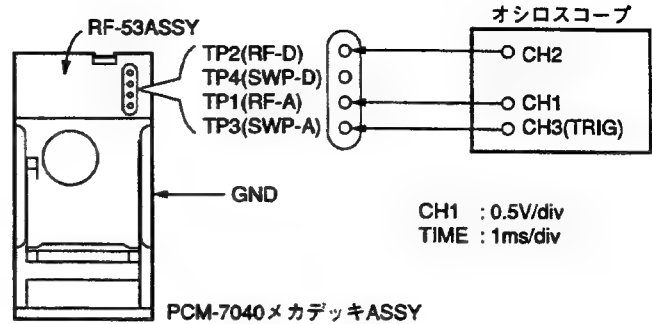 オシロスコープ
RF-53ASSY
TP2(RF-D)
TP4(SWP-D)
TP1(RF-A)
TP3(SWP-A)
CH2
CH1
CH3(TRIG)
GND
CH1 : 0.5V/div
TIME : 1ms/div
PCM-7040メカデッキASSY